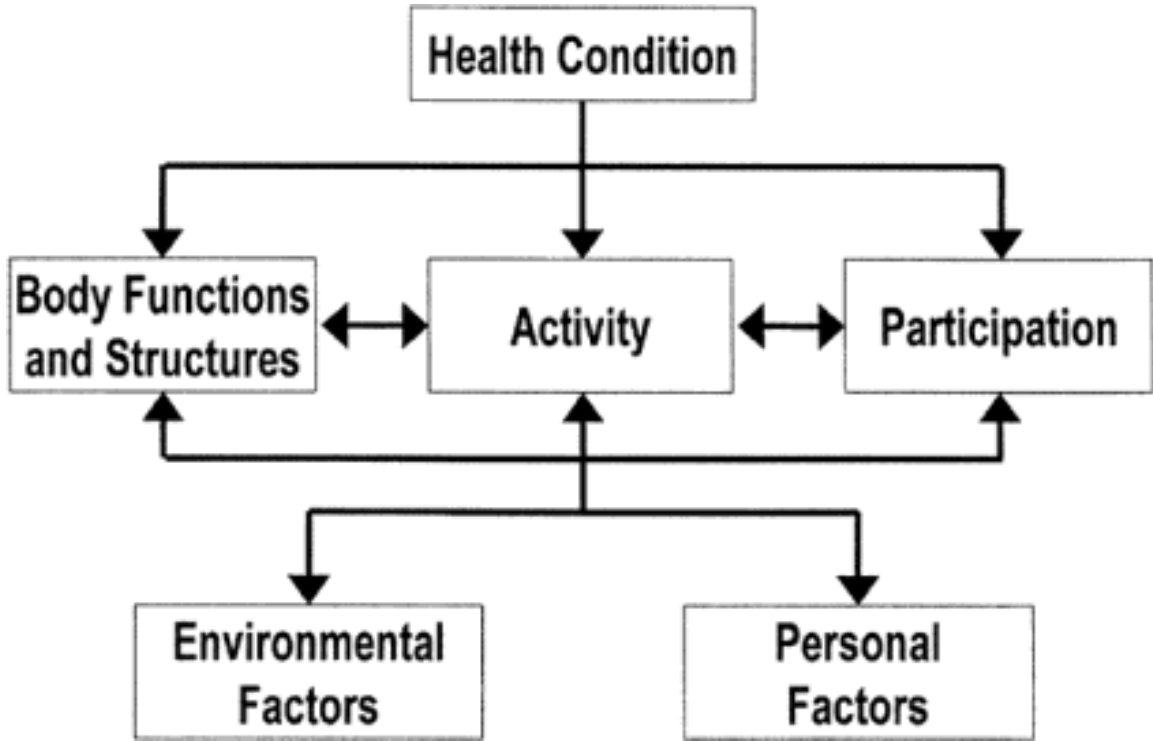 Health Condition
Body Functions
and Structures
Activity
Participation
Environmental
Factors
Personal
Factors